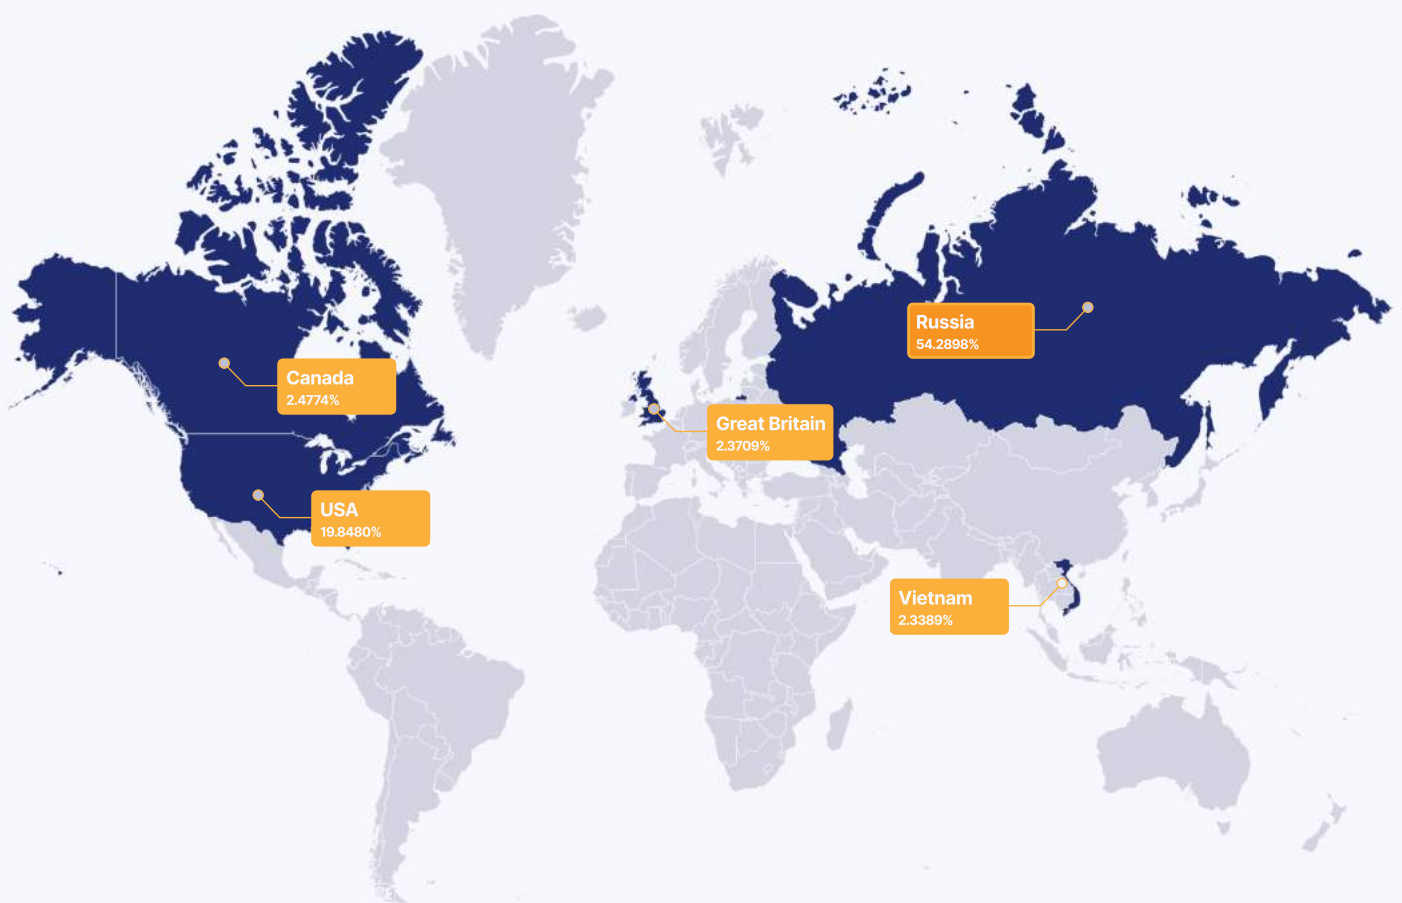 Russia
54.2898%
Canada
2.4774%
Great Britain
2.3709%
USA
19.8480%
Vietnam
2.3389%